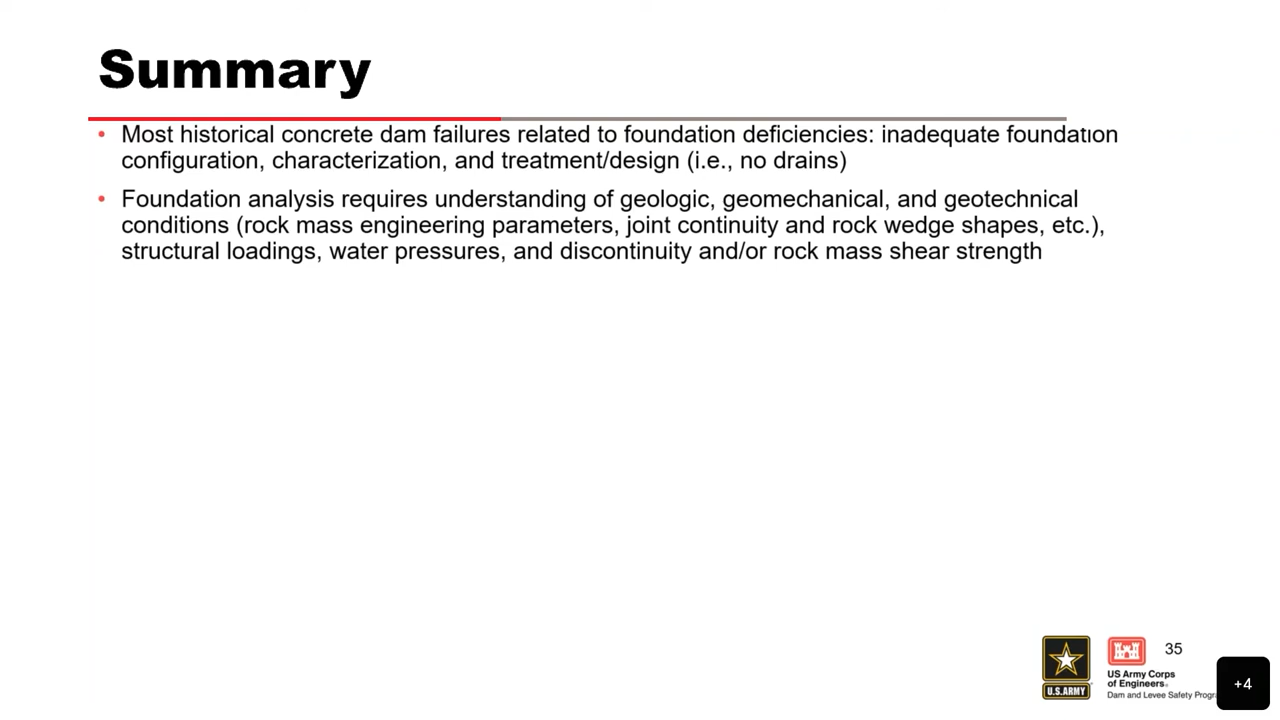 Summary
• Most historical concrete dam failures related to foundation deficiencies: inadequate foundation
configuration, characterization, and treatment/design (i.e., no drains)
• Foundation analysis requires understanding of geologic, geomechanical, and geotechnical
conditions (rock mass engineering parameters, joint continuity and rock wedge shapes, etc.),
structural loadings, water pressures, and discontinuity and/or rock mass shear strength
35
U.S.ARMY
US Army Corps
of Engineers®
Dam and Levee Safety
+4